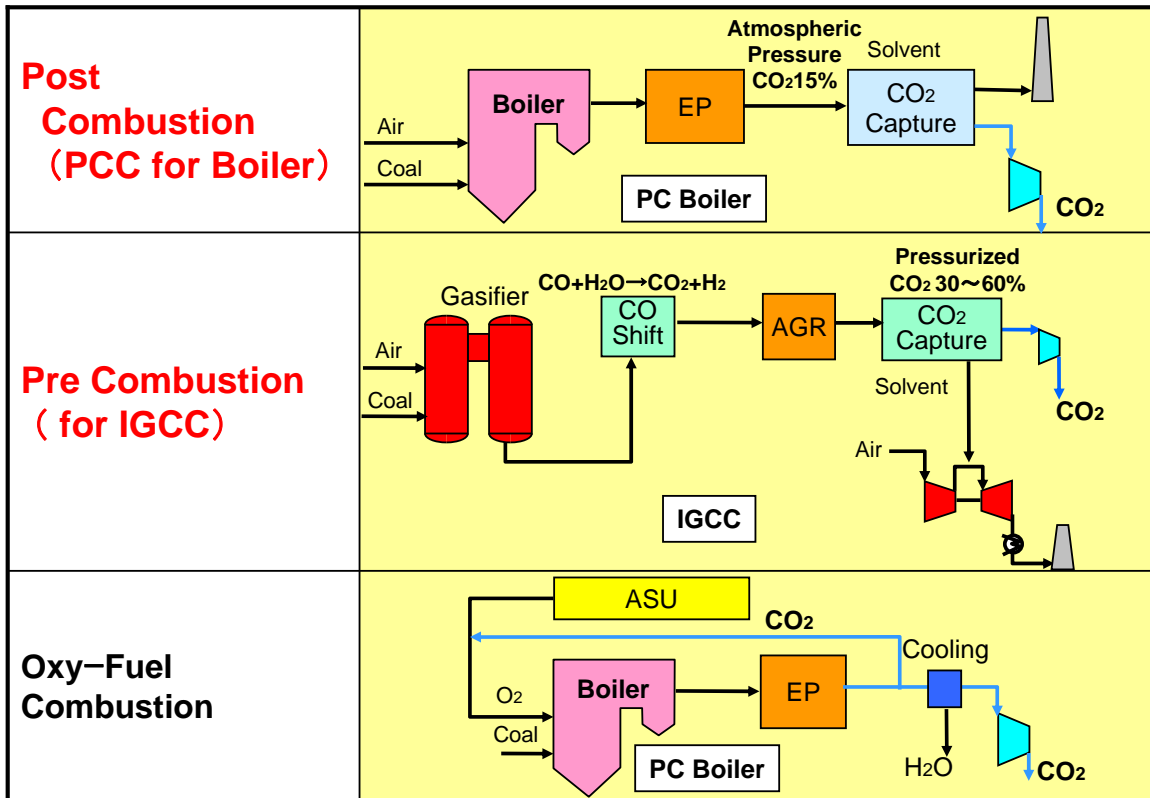 Post
Combustion
（PCC for Boiler）
Atmospheric
Pressure
CO2 15%
Solvent
Boiler
EP
CO2
Capture
Air
Coal
PC Boiler
CO2
Pre Combustion
（ for IGCC）
Gasifier
CO+H2O→CO2+H2
CO
Shift
AGR
Pressurized
CO2 30～60%
CO2
Capture
Air
Coal
Solvent
CO2
Air
IGCC
Oxy－Fuel
Combustion
ASU
CO2
Cooling
O2
Boiler
EP
Coal
PC Boiler
H2O
CO2